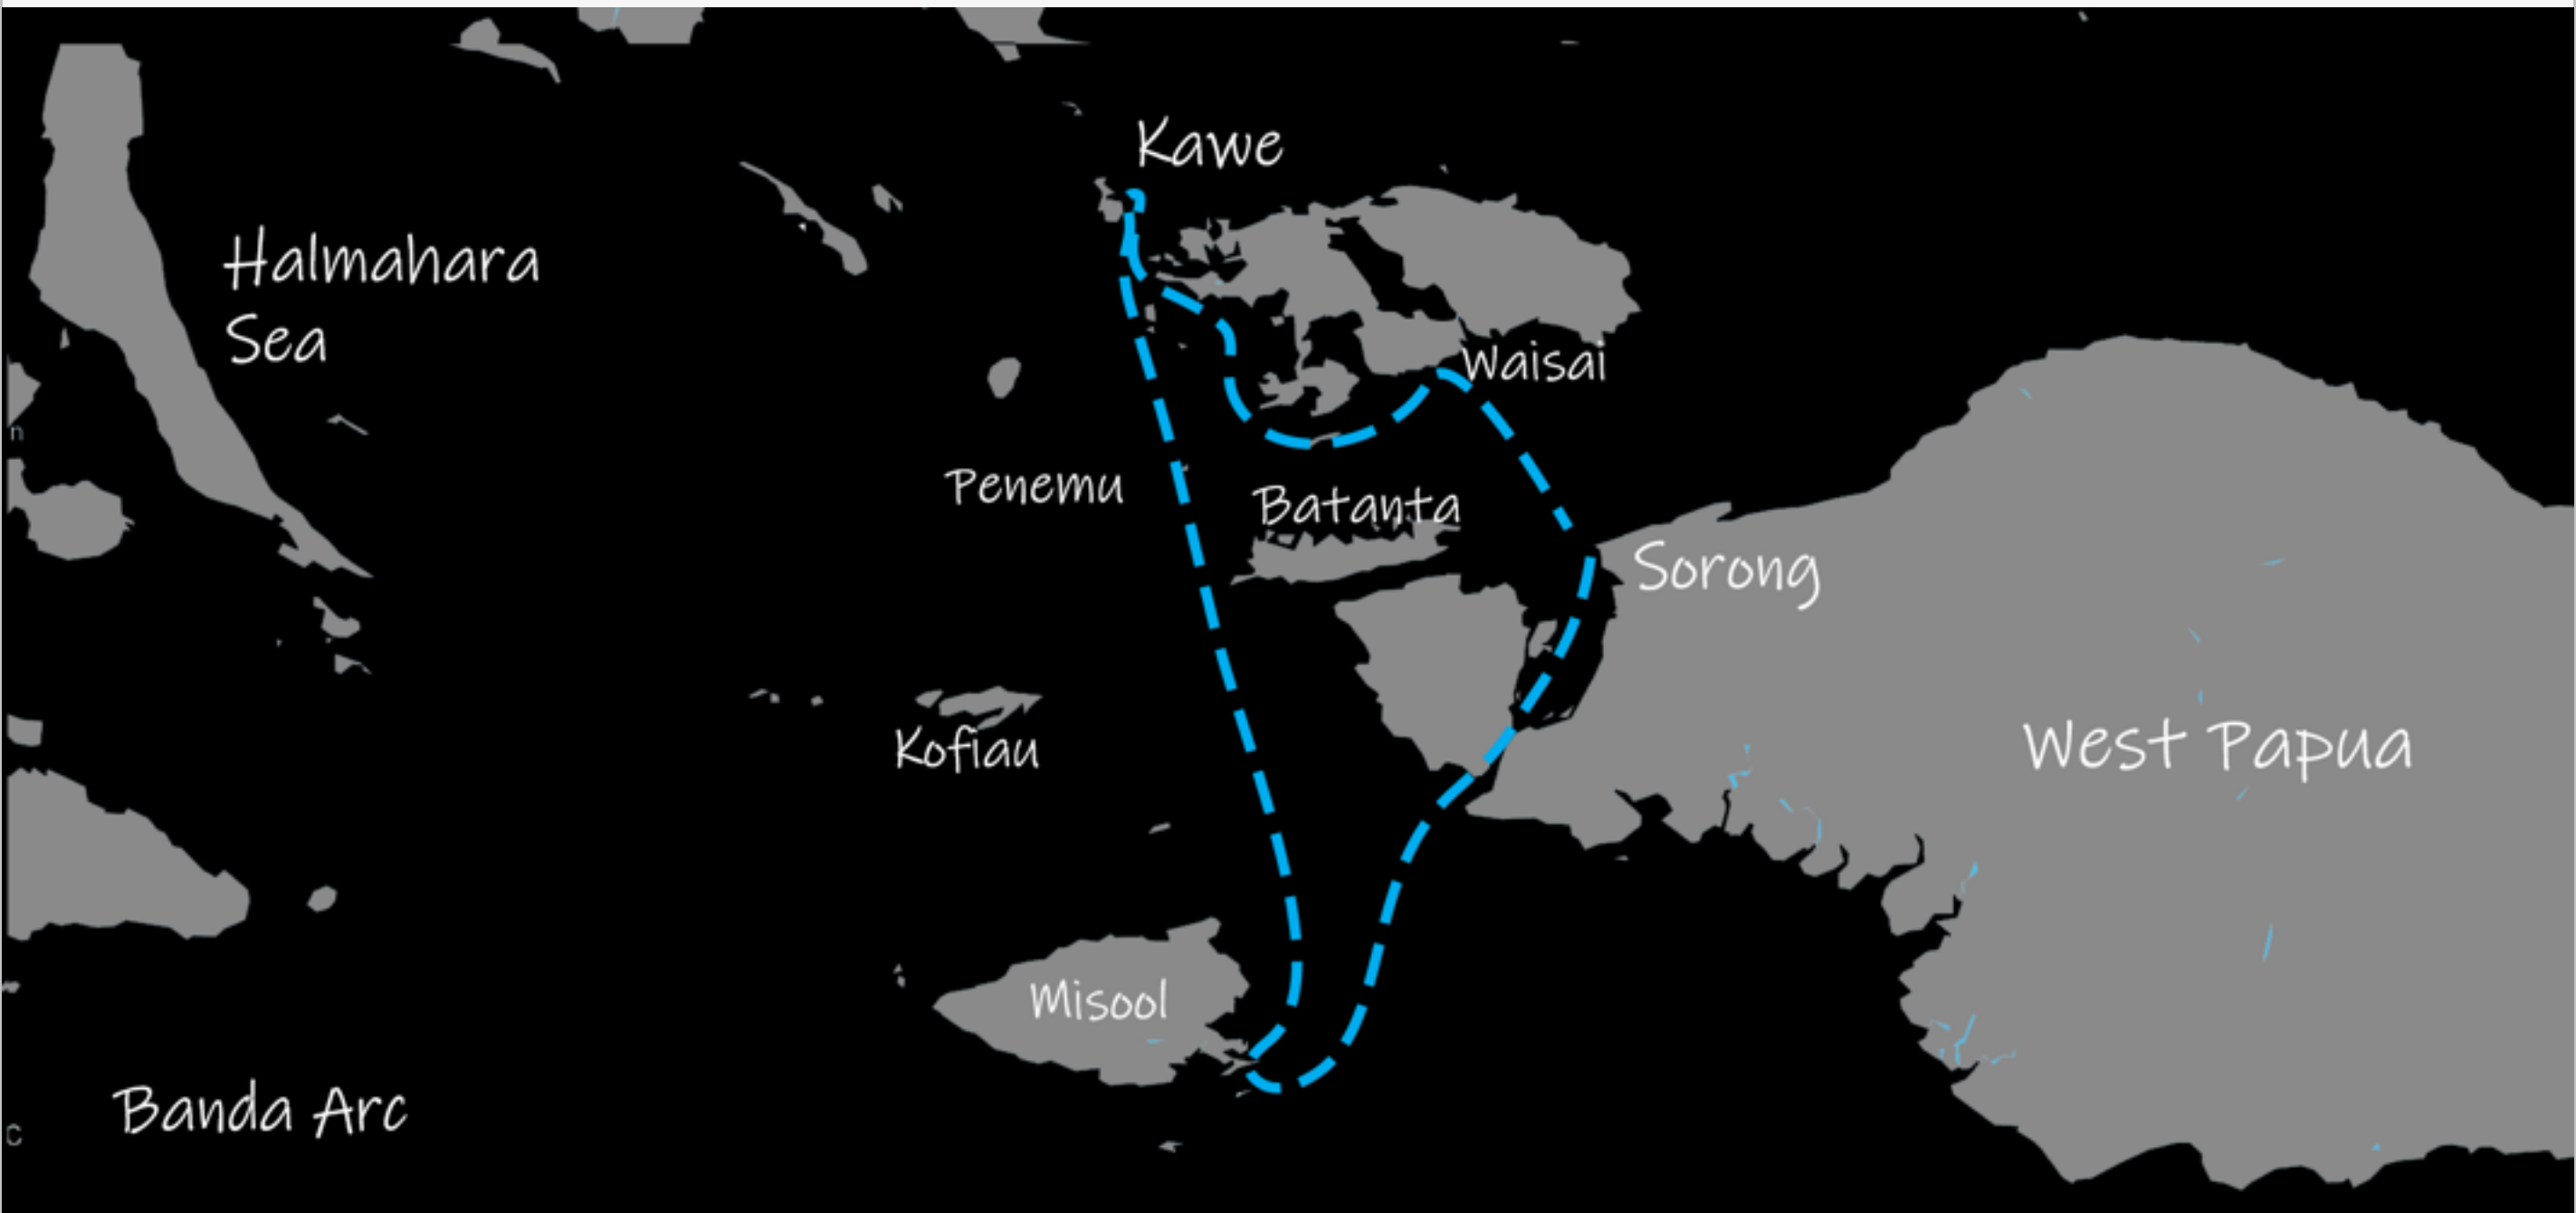 Kawe
Halmahara
Sea
Waisai
n
Penemu
Batanta
Sorong
Kofiau
West Papua
Misool
Banda Arc
c